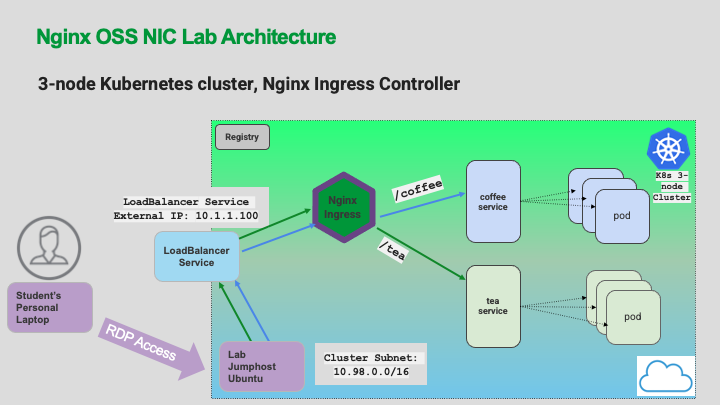 Nginx OSS NIC Lab Architecture
3-node Kubernetes cluster, Nginx Ingress Controller
Registry
K8s 3-
node
Cluster
LoadBalancer Service
External IP: 10.1.1.100
Nginx
Ingress
/coffee
coffee
service
pod
LoadBalancer
Service
/tea
tea
service
pod
Student's
Personal
Laptop
RDP Access
Lab
Jumphost
Ubuntu
Cluster Subnet:
10.98.0.0/16